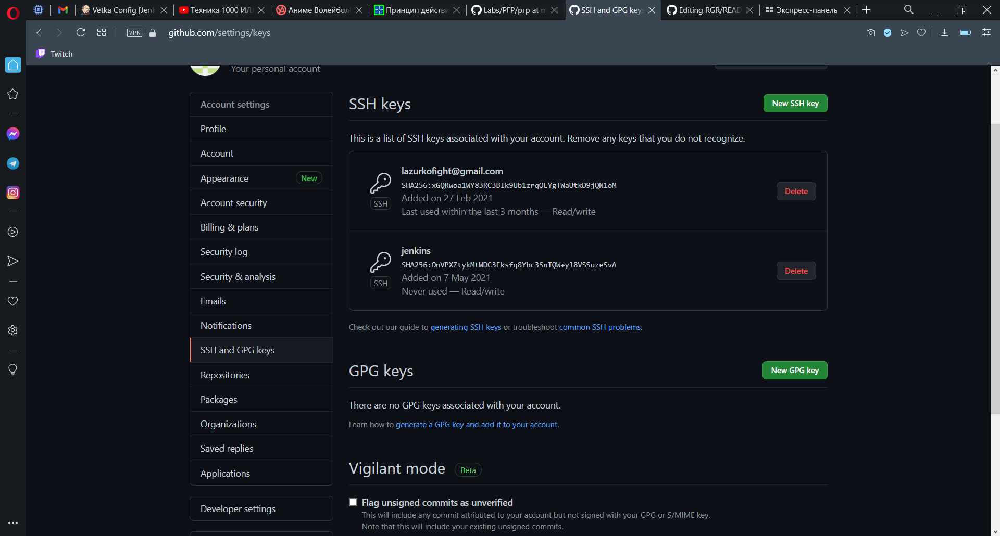 Vetka Config [Jenk
Техника 1000 ИЛ
Аниме Волейбол
Принцип действи
Labs/РГР/ргр at m
SSH and GPG keys
Editing RGR/READ
Экспресс-панель
VPN
github.com/settings/keys
Twitch
Your personal account
Account settings
Profile
Account
Appearance New
Account security
Billing & plans
Security log
Security & analysis
Emails
Notifications
SSH and GPG keys
Repositories
Packages
Organizations
Saved replies
Applications
Developer settings
SSH keys
New SSH key
This is a list of SSH keys associated with your account. Remove any keys that you do not recognize.
lazurkofight@gmail.com
SHA256:xGQRwoa1WY83RC3Blk9Ub1zrqOLYgTWaUtkD9jQN1oM
Added on 27 Feb 2021
Last used within the last 3 months — Read/write
SSH
Delete
jenkins
SHA256:OnVPXZtykMtWDC3Fksfq8Yhc3SnTQW+yl8VSSuzeSvA
Added on 7 May 2021
Never used — Read/write
SSH
Delete
Check out our guide to generating SSH keys or troubleshoot common SSH problems.
GPG keys
New GPG key
There are no GPG keys associated with your account.
Learn how to generate a GPG key and add it to your account.
Vigilant mode Beta
Flag unsigned commits as unverified
This will include any commit attributed to your account but not signed with your GPG or S/MIME key.
Note that this will include your existing unsigned commits.